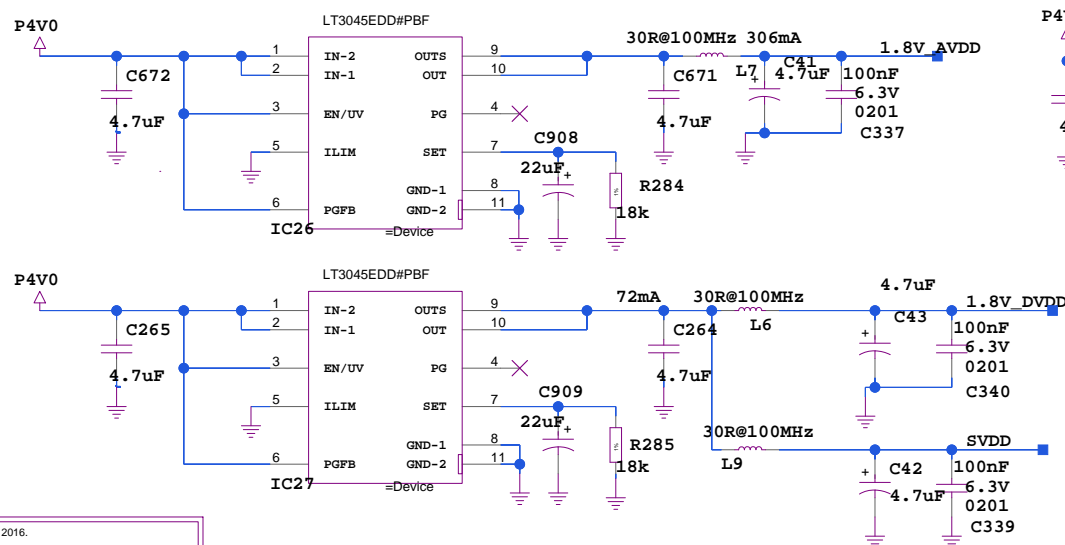 P4V0
LT3045EDD#PBF
1 IN-2 OUTS 9
2 IN-1 OUT 10
3 EN/UV PG 4
5 ILIM SET 7
GND-1 8
6 PGFB GND-2 11
IC26
=Device
C672
4.7uF
C908
22uF +
1%
R284
18k
30R@100MHz 306mA
C671
4.7uF
L7
+
C41
4.7uF
100nF
6.3V
0201
C337
1.8V_AVDD
P4V
4
P4V0
LT3045EDD#PBF
1 IN-2 OUTS 9
2 IN-1 OUT 10
3 EN/UV PG 4
5 ILIM SET 7
GND-1 8
6 PGFB GND-2 11
IC27
=Device
C265
4.7uF
C909
22uF +
1%
R285
18k
72mA
C264
4.7uF
30R@100MHz
L6
4.7uF
+
C43
100nF
6.3V
0201
C340
1.8V_DVDD
30R@100MHz
L9
SVDD
+
C42
4.7uF
100nF
6.3V
0201
C339
2016.